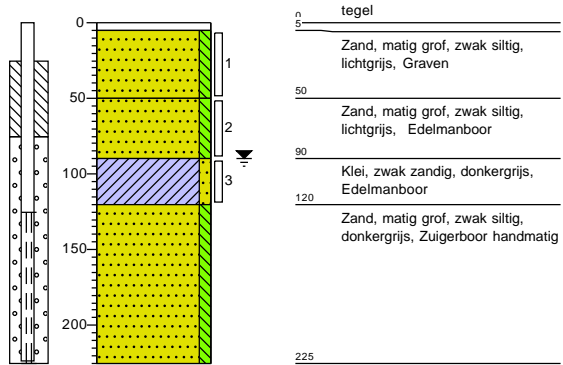 0
50
100
150
200
1
2
3
0
tegel
5
Zand, matig grof, zwak siltig,
lichtgrijs, Graven
50
Zand, matig grof, zwak siltig,
lichtgrijs, Edelmanboor
90
Klei, zwak zandig, donkergrijs,
Edelmanboor
120
Zand, matig grof, zwak siltig,
donkergrijs, Zuigerboor handmatig
225